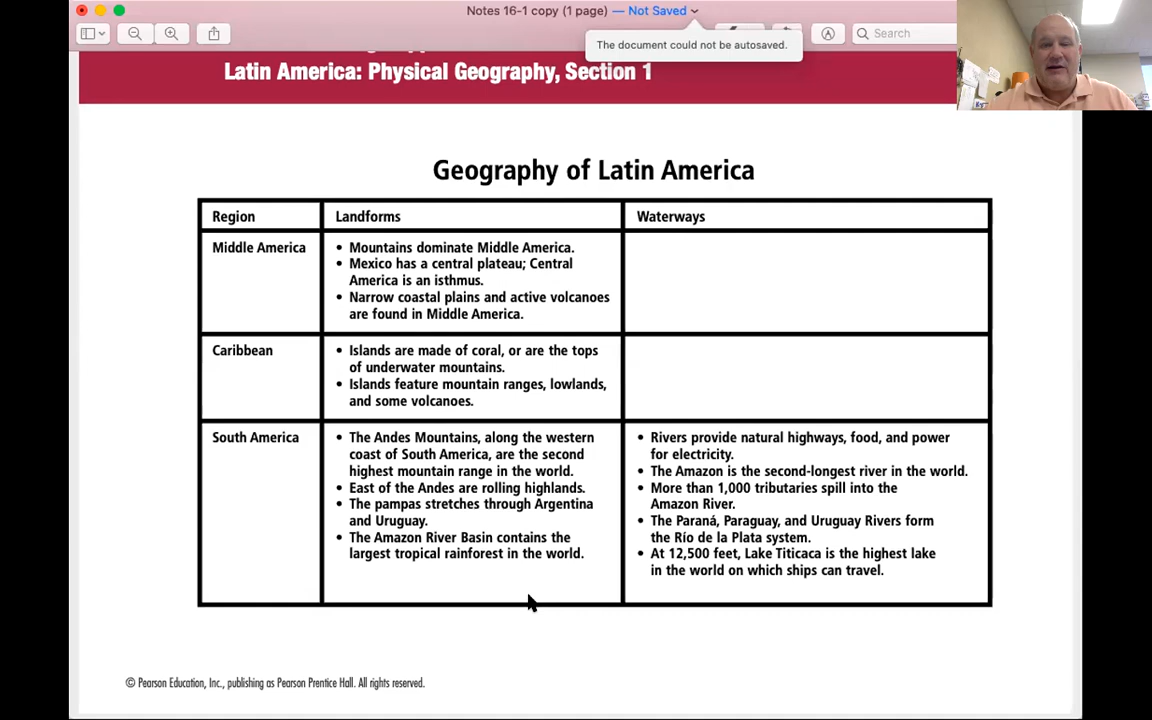 Notes 16-1 copy (1 page) — Not Saved
The document could not be autosaved.
Search
Latin America: Physical Geography, Section 1
Geography of Latin America
Region
Landforms
Waterways
Middle America
• Mountains dominate Middle America.
• Mexico has a central plateau; Central
America is an isthmus.
• Narrow coastal plains and active volcanoes
are found in Middle America.
Caribbean
• Islands are made of coral, or are the tops
of underwater mountains.
• Islands feature mountain ranges, lowlands,
and some volcanoes.
South America
• The Andes Mountains, along the western
coast of South America, are the second
highest mountain range in the world.
• East of the Andes are rolling highlands.
• The pampas stretches through Argentina
and Uruguay.
• The Amazon River Basin contains the
largest tropical rainforest in the world.
• Rivers provide natural highways, food, and power
for electricity.
• The Amazon is the second-longest river in the world.
• More than 1,000 tributaries spill into the
Amazon River.
• The Paraná, Paraguay, and Uruguay Rivers form
the Río de la Plata system.
• At 12,500 feet, Lake Titicaca is the highest lake
in the world on which ships can travel.
© Pearson Education, Inc., publishing as Pearson Prentice Hall. All rights reserved.